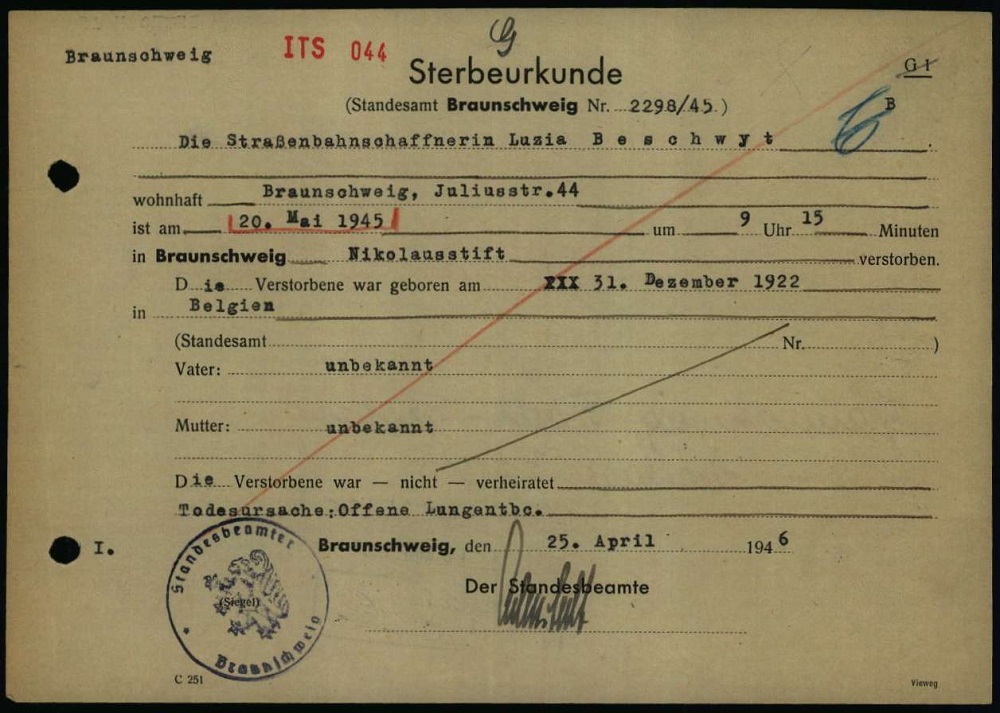 G
Braunschweig
ITS 044
Sterbeurkunde
G 1
(Standesamt Braunschweig Nr. 2298/45.)
B
Die Straßenbahnschaffnerin Luzia B e s c h w y t
wohnhaft Braunschweig, Juliusstr.44
ist am 20. Mai 1945 um 9 Uhr 15 Minuten
in Braunschweig Nikolausstift verstorben.
Die Verstorbene war geboren am XXX 31. Dezember 1922
in Belgien
(Standesamt Nr. )
Vater: unbekannt
Mutter: unbekannt
Die Verstorbene war — nicht — verheiratet
Todesursache:Offene Lungentbc.
I. Braunschweig, den 25. April 1946
Der Standesbeamte
Standesbeamter
(Siegel)
Braunschweig
C 251
Vieweg